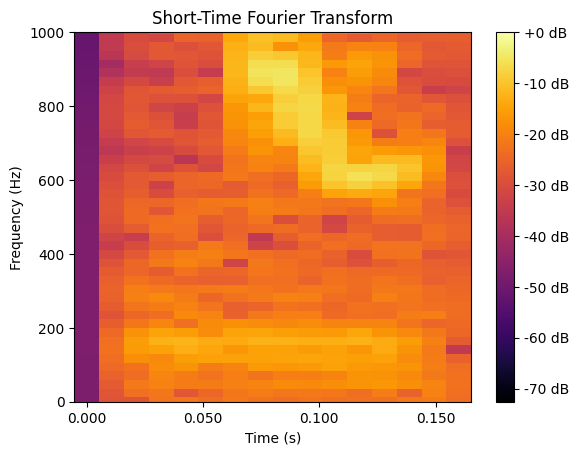 Short-Time Fourier Transform
1000
800
600
400
200
0
Frequency (Hz)
0.000
0.050
0.100
0.150
Time (s)
+0 dB
-10 dB
-20 dB
-30 dB
-40 dB
-50 dB
-60 dB
-70 dB